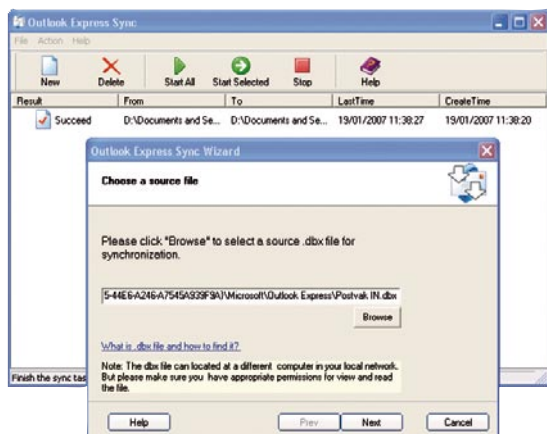 Outlook Express Sync
File Action Help
New Delete Start All Start Selected Stop Help
Result From To LastTime CreateTime
Succeed D:\Documents and Se... D:\Documents and Se... 19/01/2007 11:38:27 19/01/2007 11:38:20
Outlook Express Sync Wizard
Choose a source file
Please click "Browse" to select a source .dbx file for
synchronization.
5-44E6-A246-A7545A939F9A}\Microsoft\Outlook Express\Postvak IN.dbx
Browse
What is .dbx file and how to find it?
Note: The dbx file can located at a different computer in your local network.
But please make sure you have appropriate permissions for view and read
the file.
Finish the sync tas
Help Prev Next Cancel